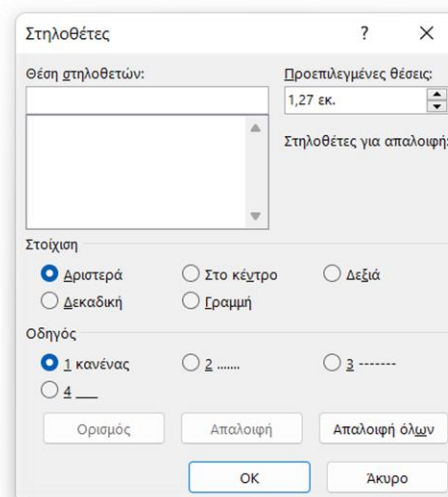 Στηλοθέτες ? ×
Θέση στηλοθετών: Προεπιλεγμένες θέσεις:
1,27 εκ.
Στηλοθέτες για απαλοιφή:
Στοίχιση
Αριστερά Στο κέντρο Δεξιά
Δεκαδική Γραμμή
Οδηγός
1 κανένας 2 ....... 3 -------
4 ___
Ορισμός Απαλοιφή Απαλοιφή όλων
OK Άκυρο